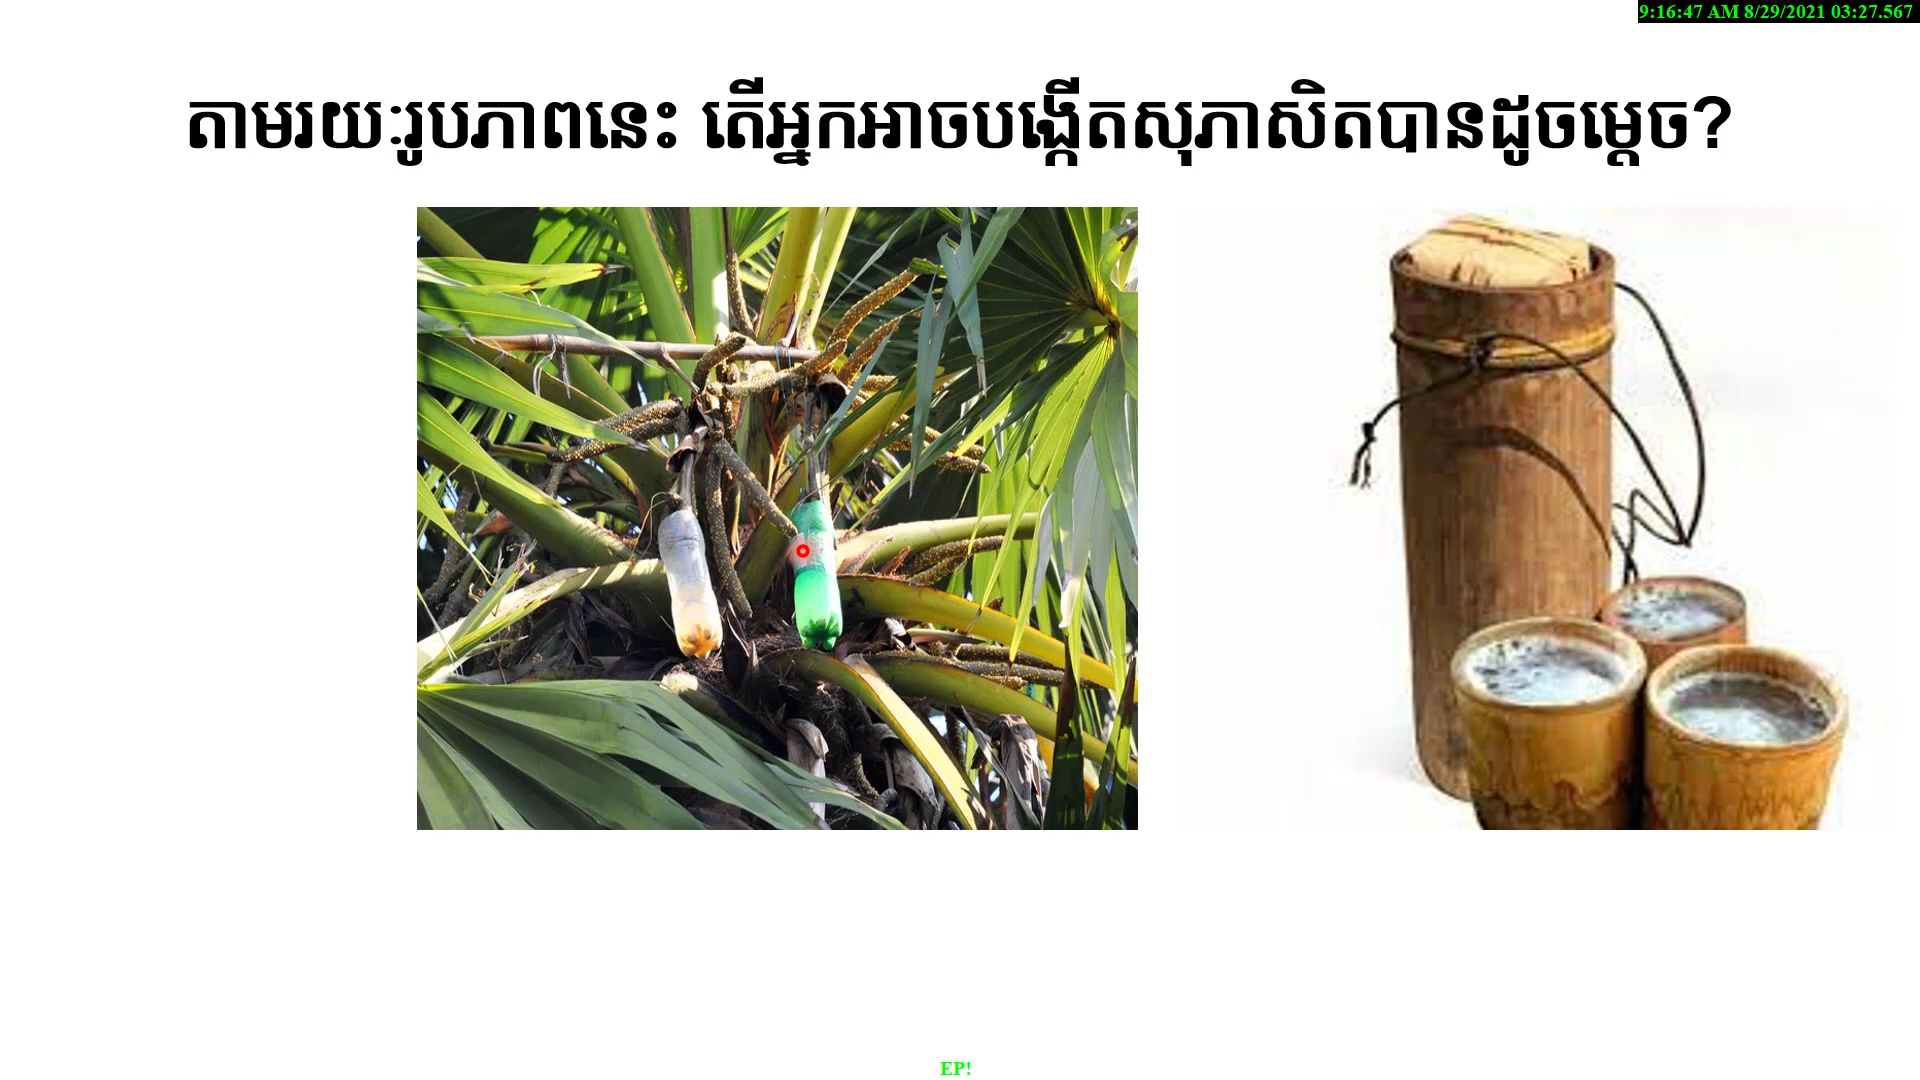 9:16:47 AM 8/29/2021 03:27.567
តាមរយៈរូបភាពនេះ តើអ្នកអាចបង្កើតសុភាសិតបានដូចម្ដេច?
EP!